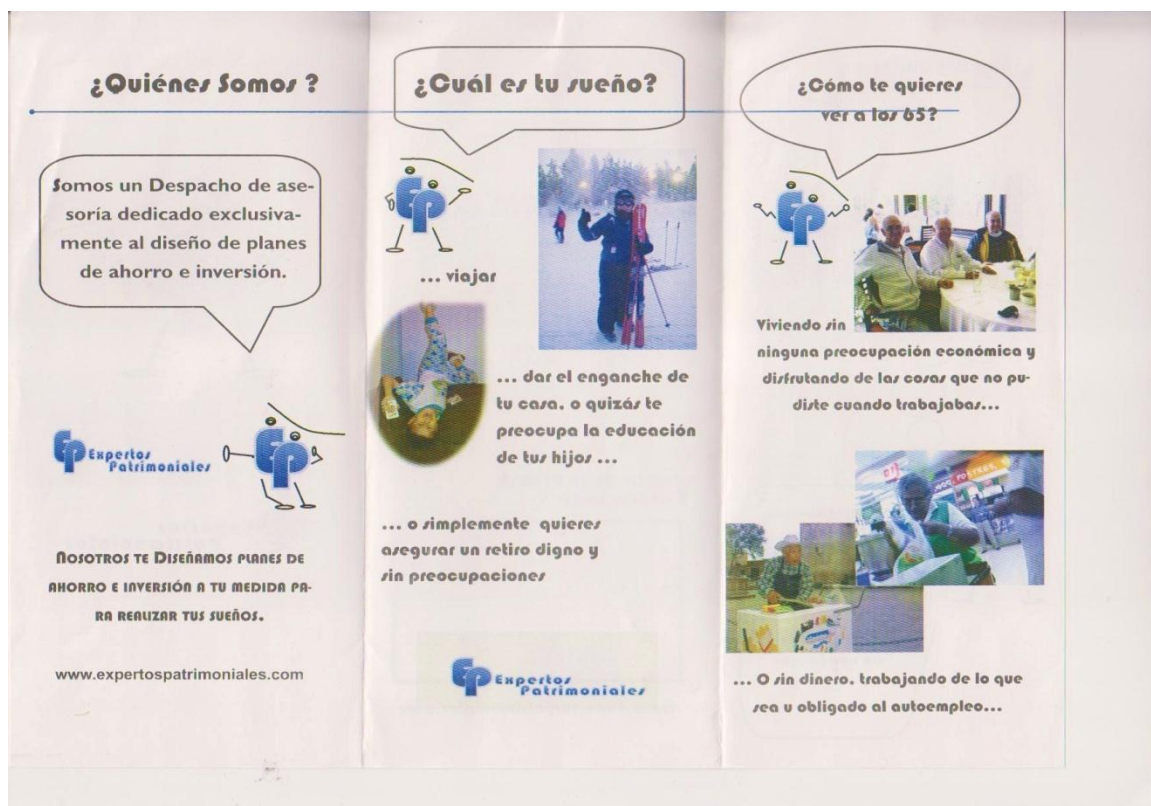 ¿Quiénes Somos ?
Somos un Despacho de ase-
soría dedicado exclusiva-
mente al diseño de planes
de ahorro e inversión.
EP Expertos
Patrimoniales
EP
Nosotros te Diseñamos planes de
ahorro e inversión a tu medida pa-
ra realizar tus sueños.
www.expertospatrimoniales.com
¿Cuál es tu sueño?
EP
... viajar
... dar el enganche de
tu casa, o quizás te
preocupa la educación
de tus hijos ...
... o simplemente quieres
asegurar un retiro digno y
sin preocupaciones
EP Expertos
Patrimoniales
¿Cómo te quieres
ver a los 65?
EP
Viviendo sin
ninguna preocupación económica y
disfrutando de las cosas que no pu-
diste cuando trabajabas...
... O sin dinero, trabajando de lo que
sea u obligado al autoempleo...